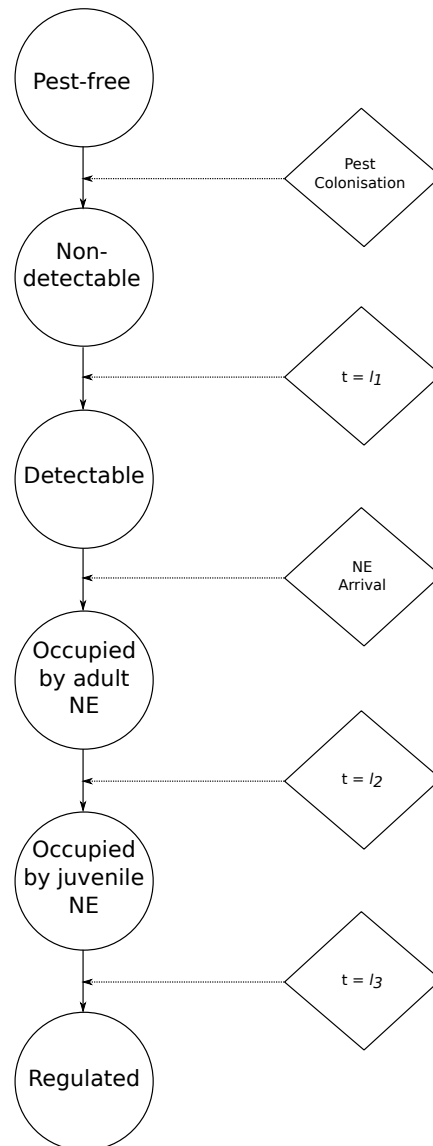 Pest-free
Pest
Colonisation
Non-
detectable
t = l1
Detectable
NE
Arrival
Occupied
by adult
NE
t = l2
Occupied
by juvenile
NE
t = l3
Regulated